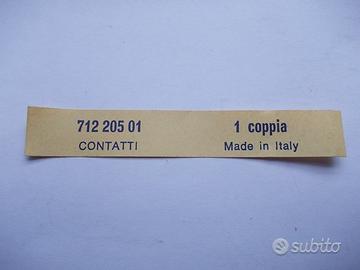 712 205 01 1 coppia
CONTATTI Made in Italy
subito